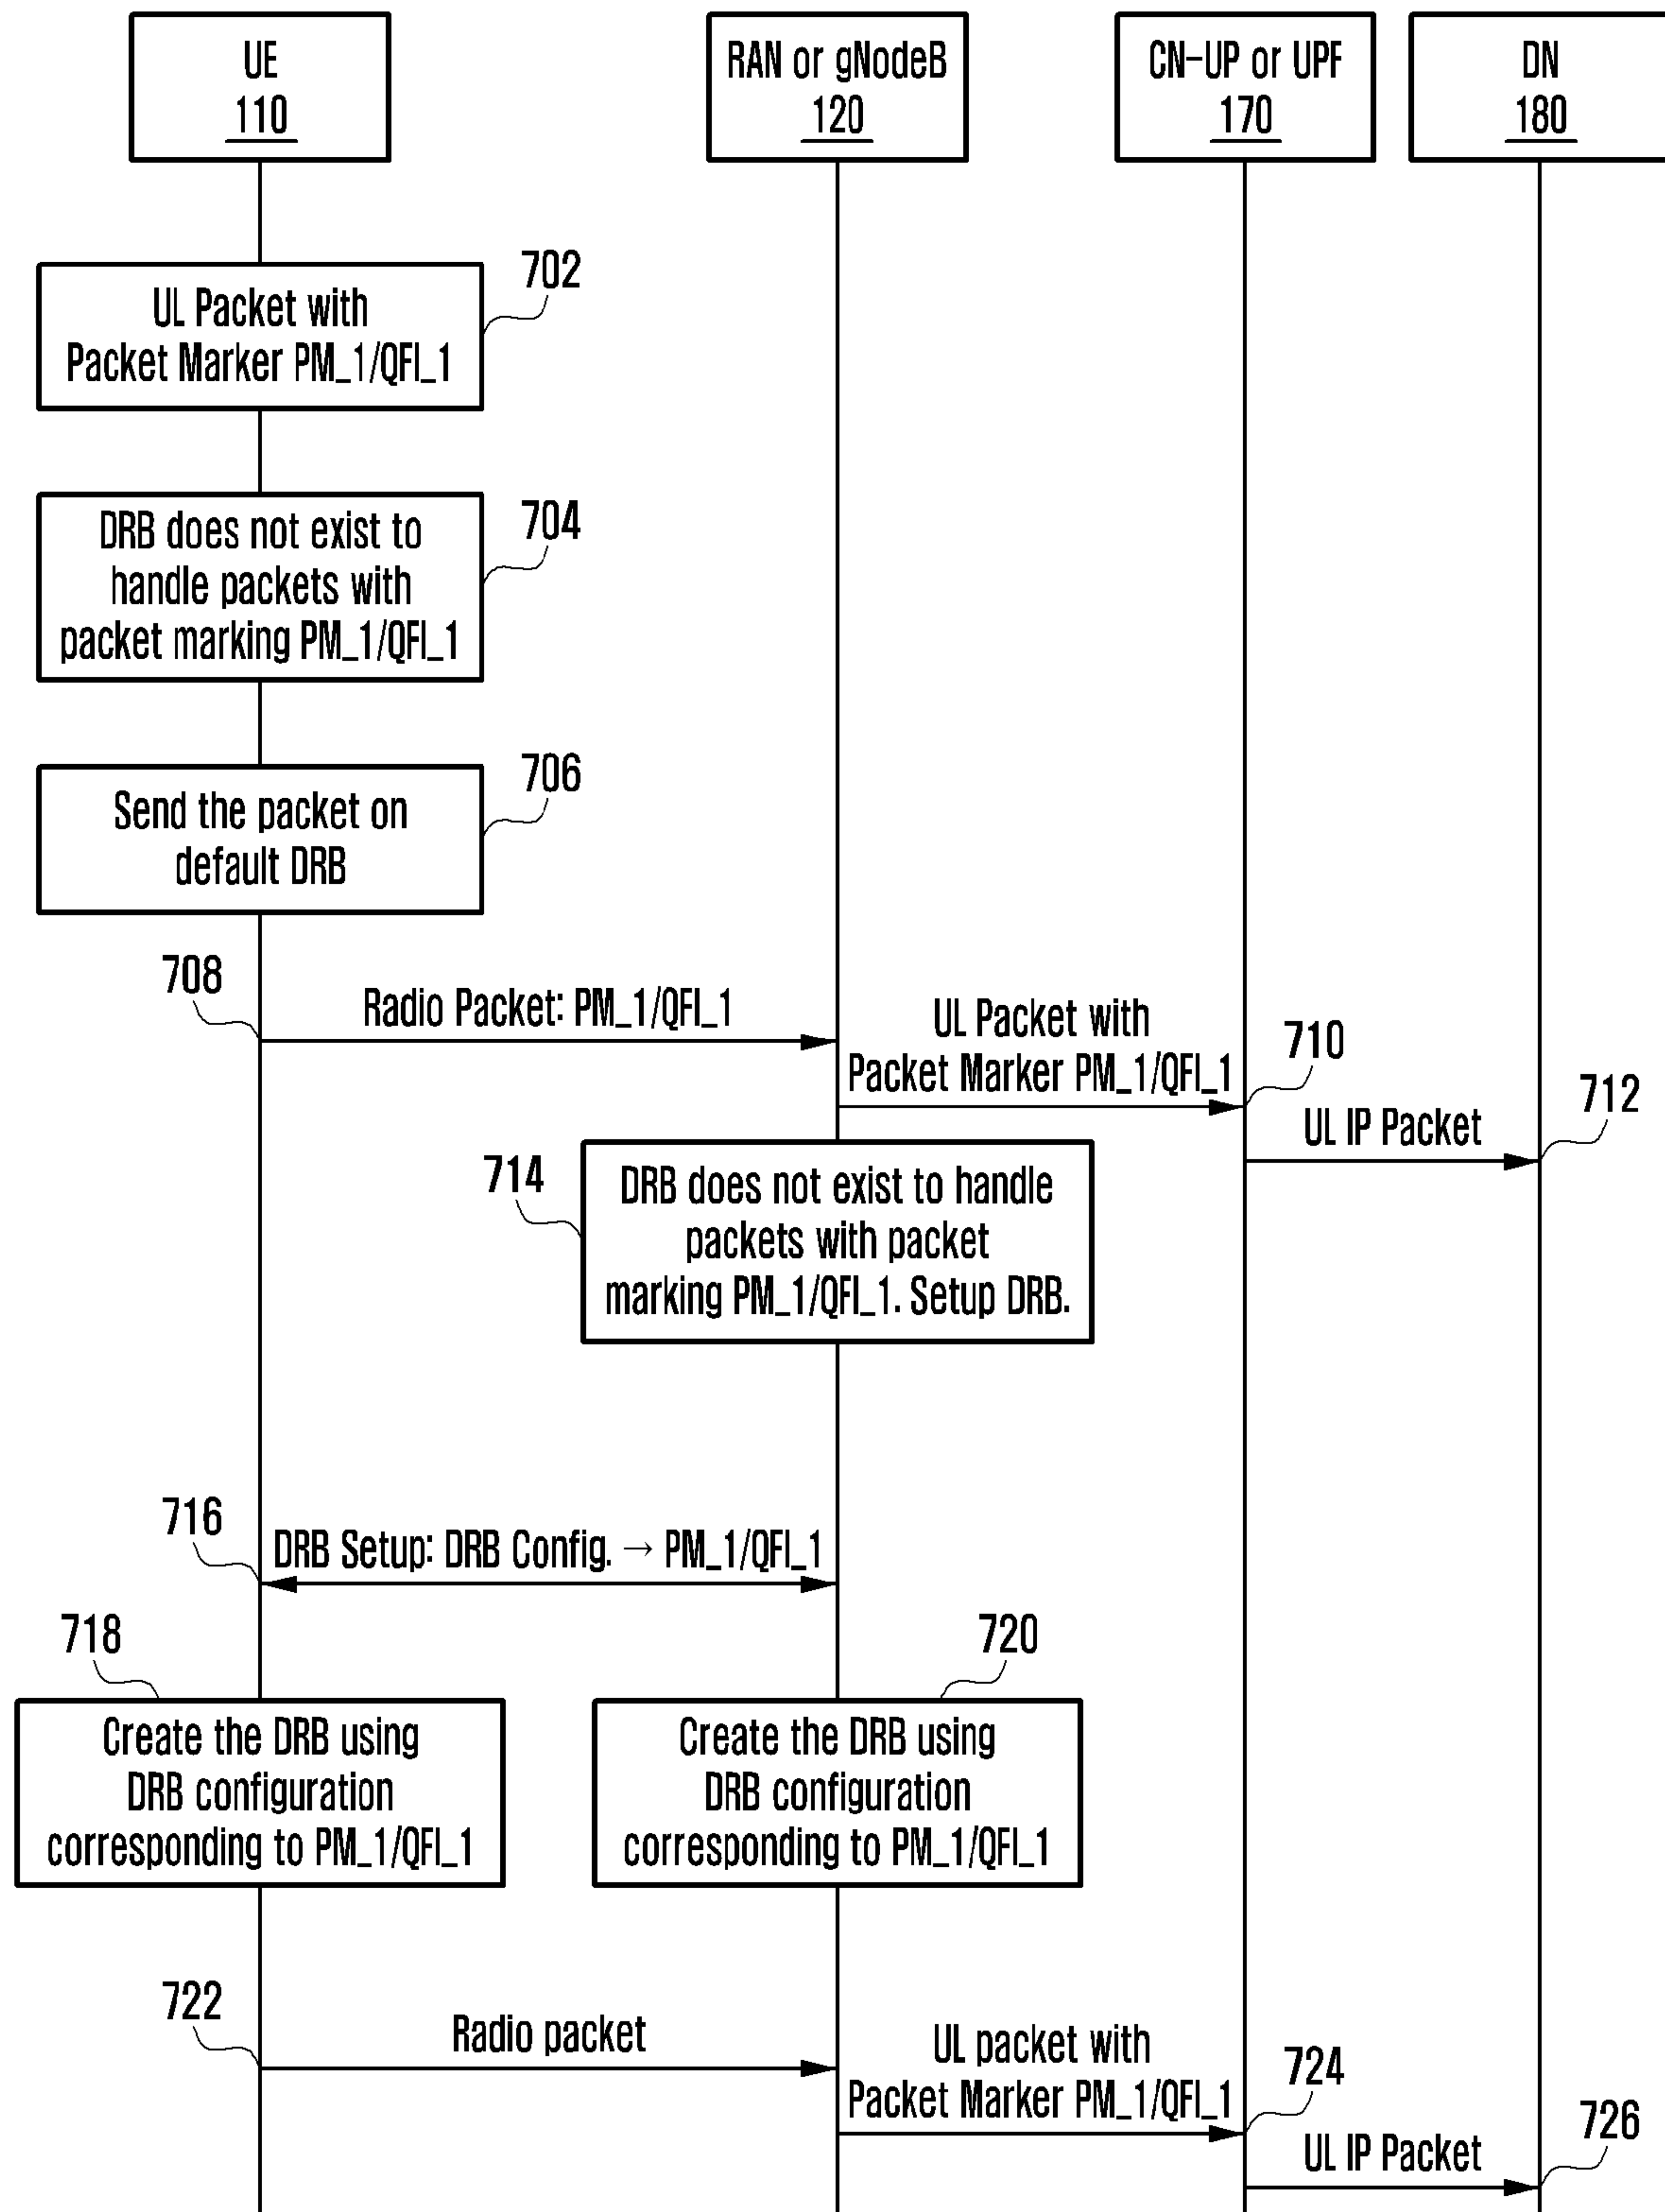 UE
110
RAN or gNodeB
120
CN-UP or UPF
170
DN
180
702
UL Packet with
Packet Marker PM_1/QFI_1
704
DRB does not exist to
handle packets with
packet marking PM_1/QFI_1
706
Send the packet on
default DRB
708
Radio Packet: PM_1/QFI_1
UL Packet with
Packet Marker PM_1/QFI_1
710
UL IP Packet
712
714
DRB does not exist to handle
packets with packet
marking PM_1/QFI_1. Setup DRB.
716
DRB Setup: DRB Config. → PM_1/QFI_1
718
Create the DRB using
DRB configuration
corresponding to PM_1/QFI_1
720
Create the DRB using
DRB configuration
corresponding to PM_1/QFI_1
722
Radio packet
UL packet with
Packet Marker PM_1/QFI_1
724
UL IP Packet
726